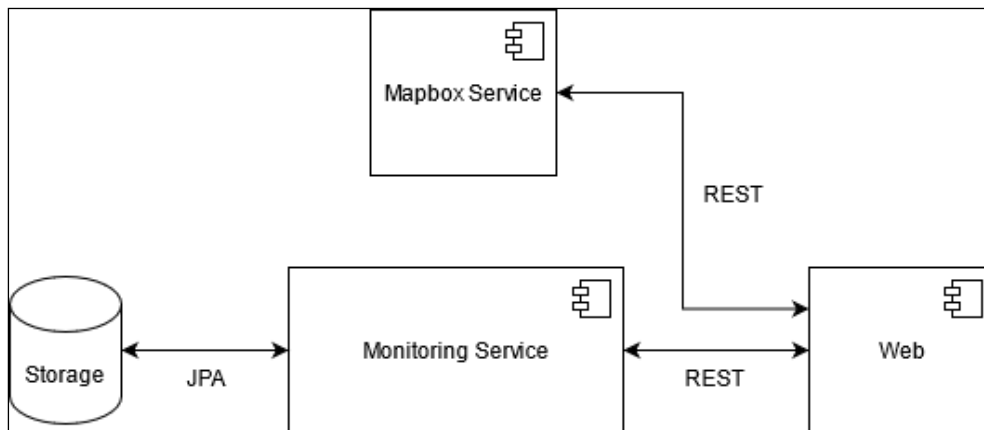 Mapbox Service
REST
Storage
JPA
Monitoring Service
REST
Web